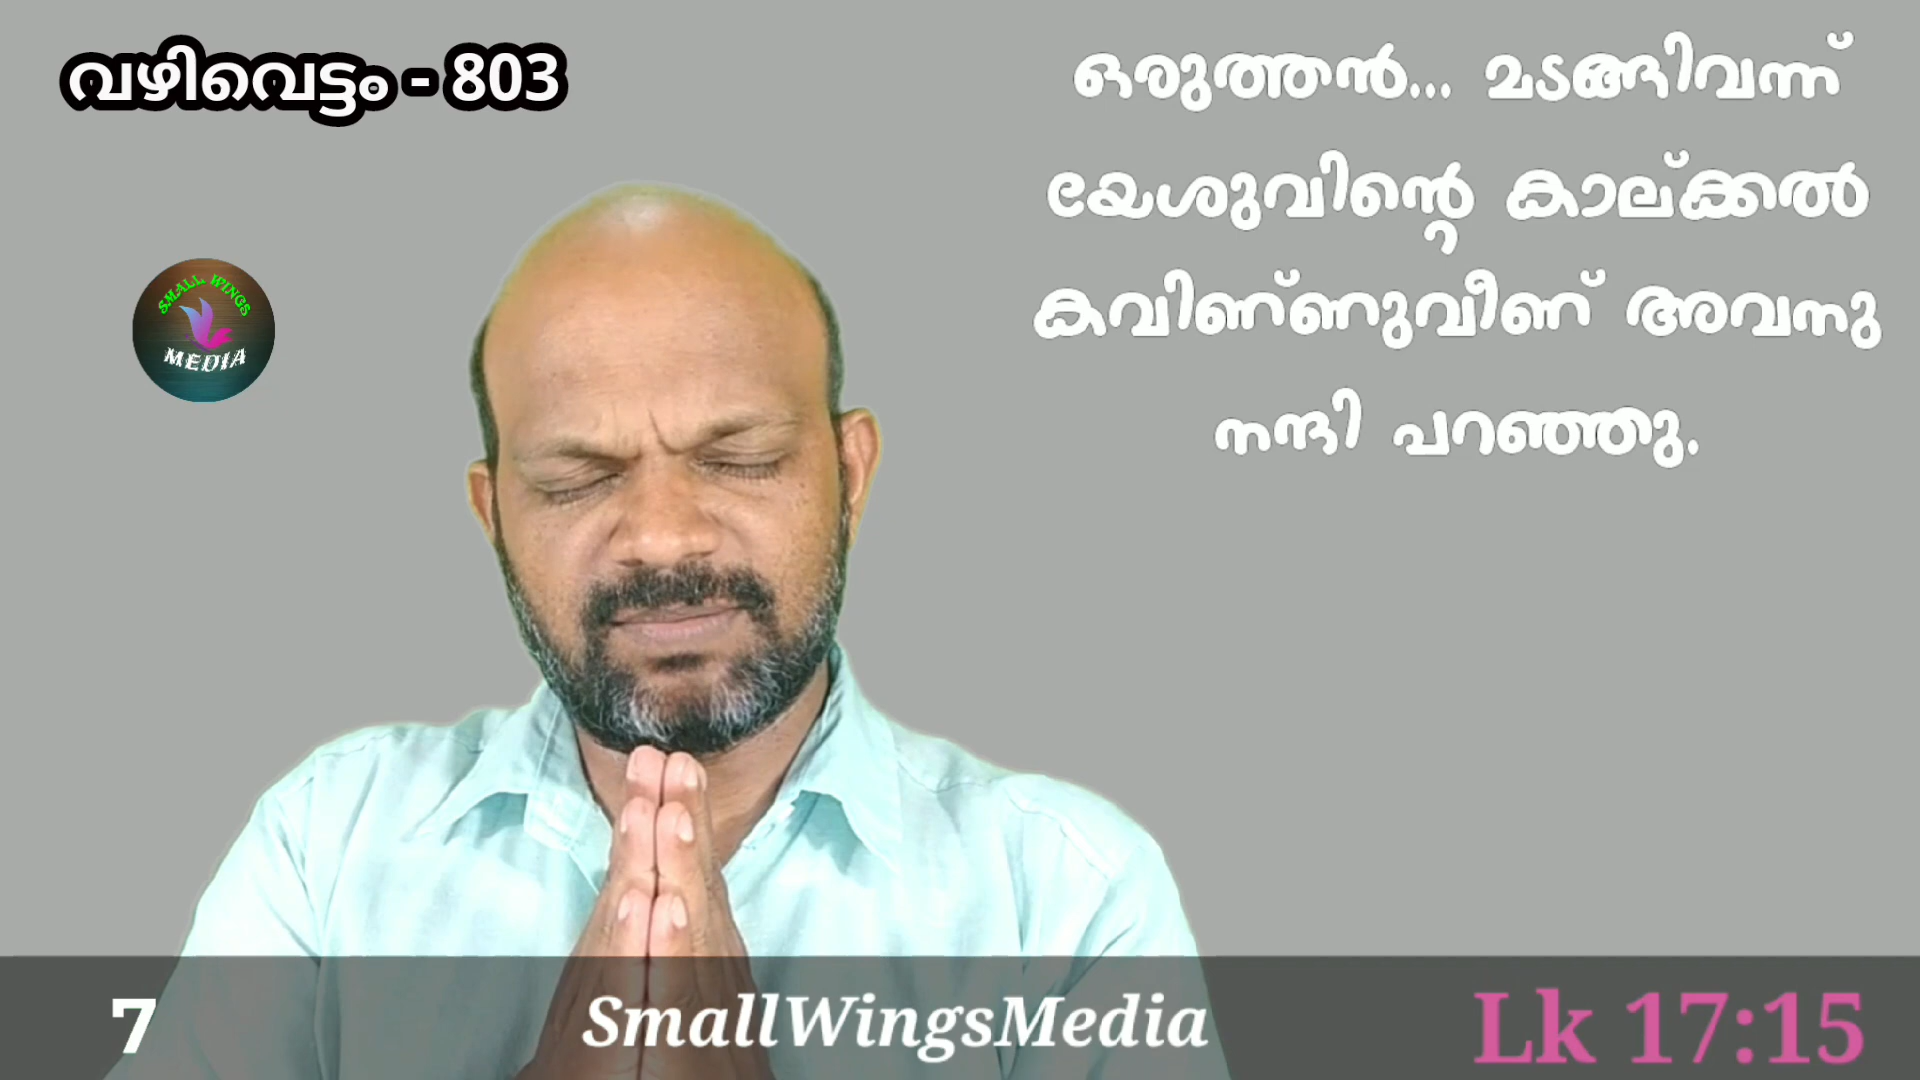 വഴിവെട്ടം - 803
ഒരുത്തൻ... മടങ്ങിവന്ന്
യേശുവിന്റെ കാല്ക്കൽ
കവിണ്ണുവീണ് അവനു
നന്ദി പറഞ്ഞു.
SMALL WINGS
MEDIA
7
SmallWingsMedia
Lk 17:15